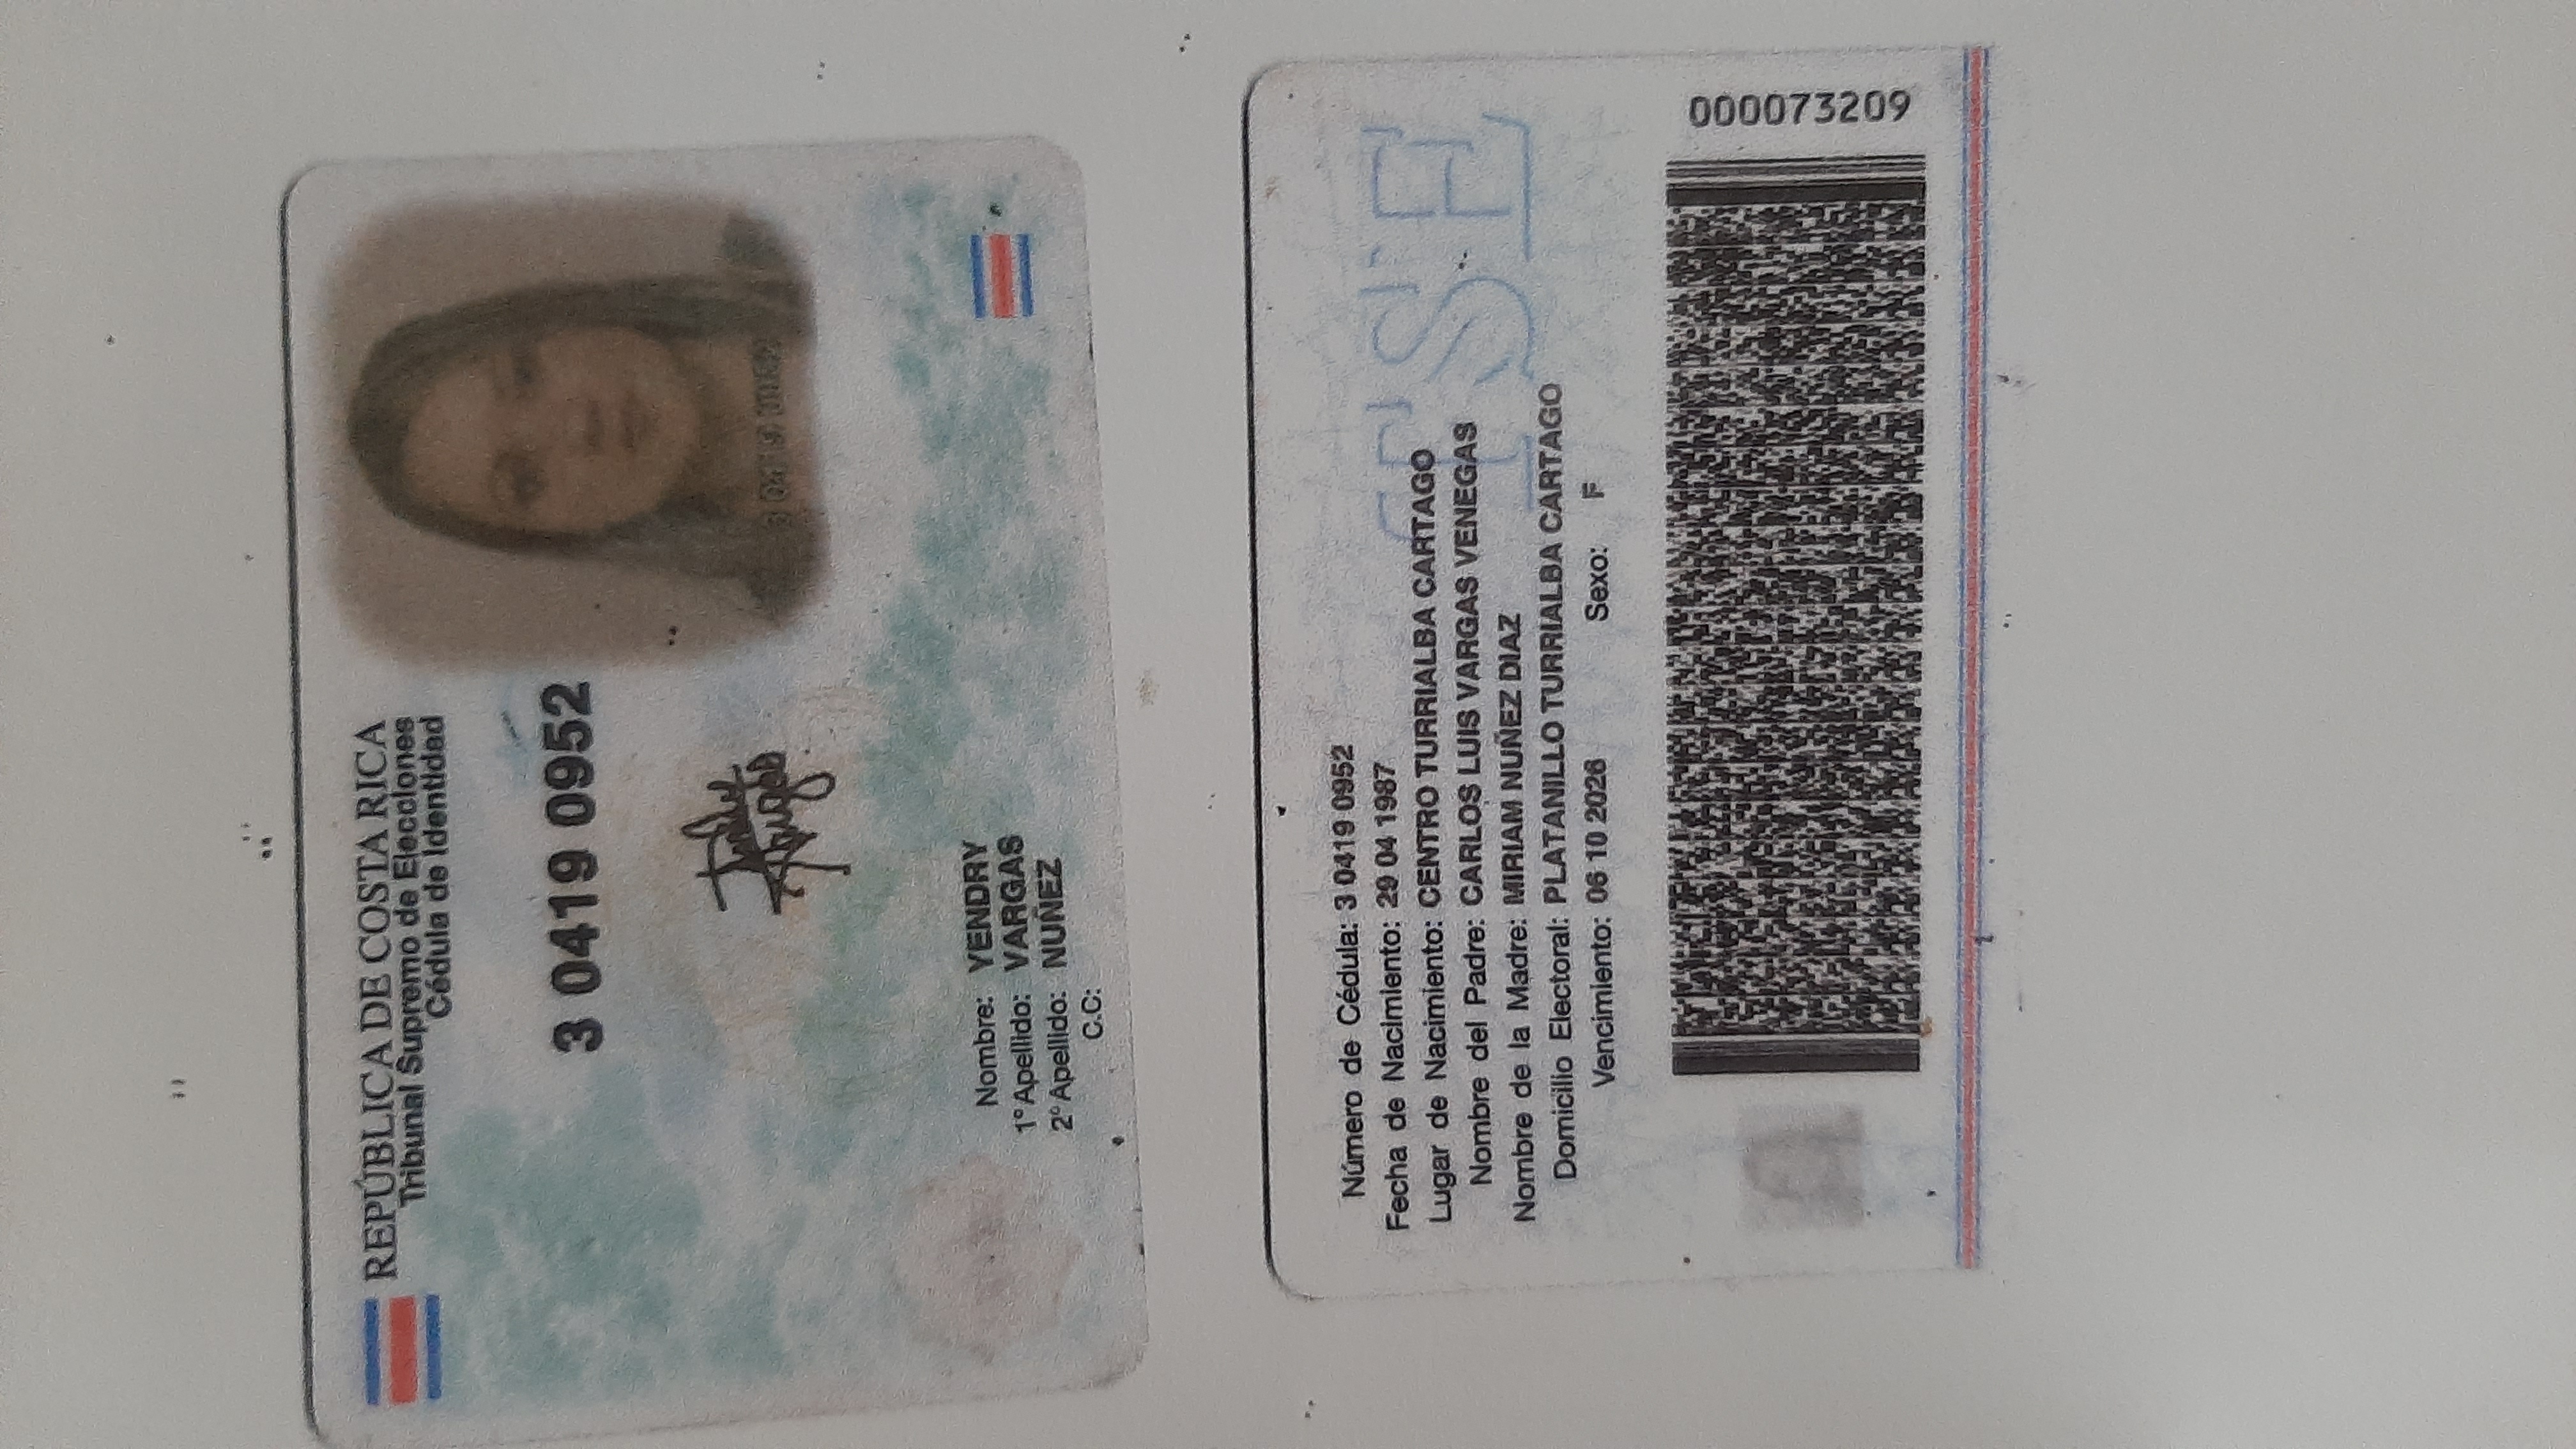 REPÚBLICA DE COSTA RICA
Tribunal Supremo de Elecciones
Cédula de Identidad
3 0419 0952
Vargas
Nombre: YENDRY
1° Apellido: VARGAS
2° Apellido: NUÑEZ
C.C:
TSE
Número de Cédula: 3 0419 0952
Fecha de Nacimiento: 29 04 1987
Lugar de Nacimiento: CENTRO TURRIALBA CARTAGO
Nombre del Padre: CARLOS LUIS VARGAS VENEGAS
Nombre de la Madre: MIRIAM NUÑEZ DIAZ
Domicilio Electoral: PLATANILLO TURRIALBA CARTAGO
Vencimiento: 06 10 2026 Sexo: F
000073209